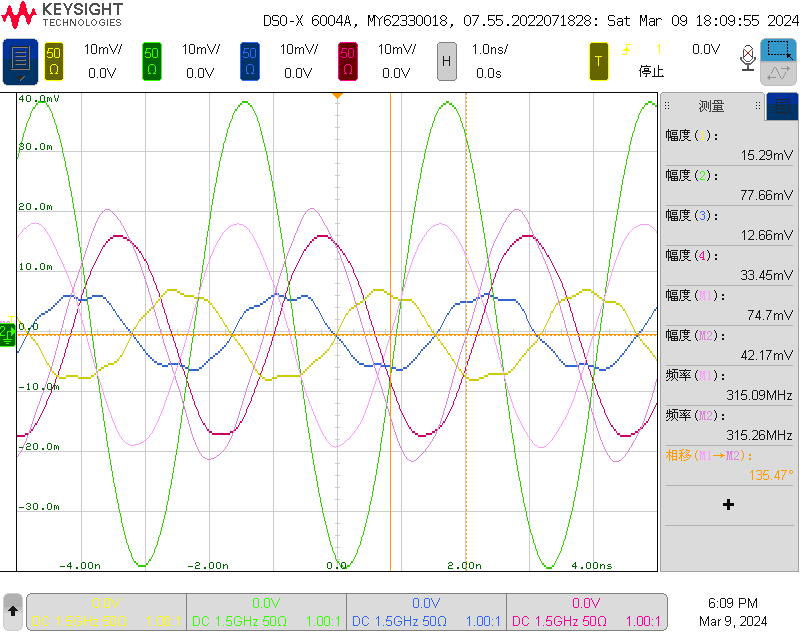 KEYSIGHT
TECHNOLOGIES
DSO-X 6004A, MY62330018, 07.55.2022071828: Sat Mar 09 18:09:55 2024
50Ω 10mV/ 0.0V 50Ω 10mV/ 0.0V 50Ω 10mV/ 0.0V 50Ω 10mV/ 0.0V H 1.0ns/ 0.0s T 1 0.0V 停止
40.0mV
30.0m
20.0m
10.0m
0.0
-10.0m
-20.0m
-30.0m
-4.00n -2.00n 0.0 2.00n 4.00ns
测量
幅度(1):
15.29mV
幅度(2):
77.66mV
幅度(3):
12.66mV
幅度(4):
33.45mV
幅度(M1):
74.7mV
幅度(M2):
42.17mV
频率(M1):
315.09MHz
频率(M2):
315.26MHz
相移(M1→M2):
135.47°
0.0V 0.0V 0.0V 0.0V
DC 1.5GHz 50Ω 1.00:1 DC 1.5GHz 50Ω 1.00:1 DC 1.5GHz 50Ω 1.00:1 DC 1.5GHz 50Ω 1.00:1
6:09 PM
Mar 9, 2024